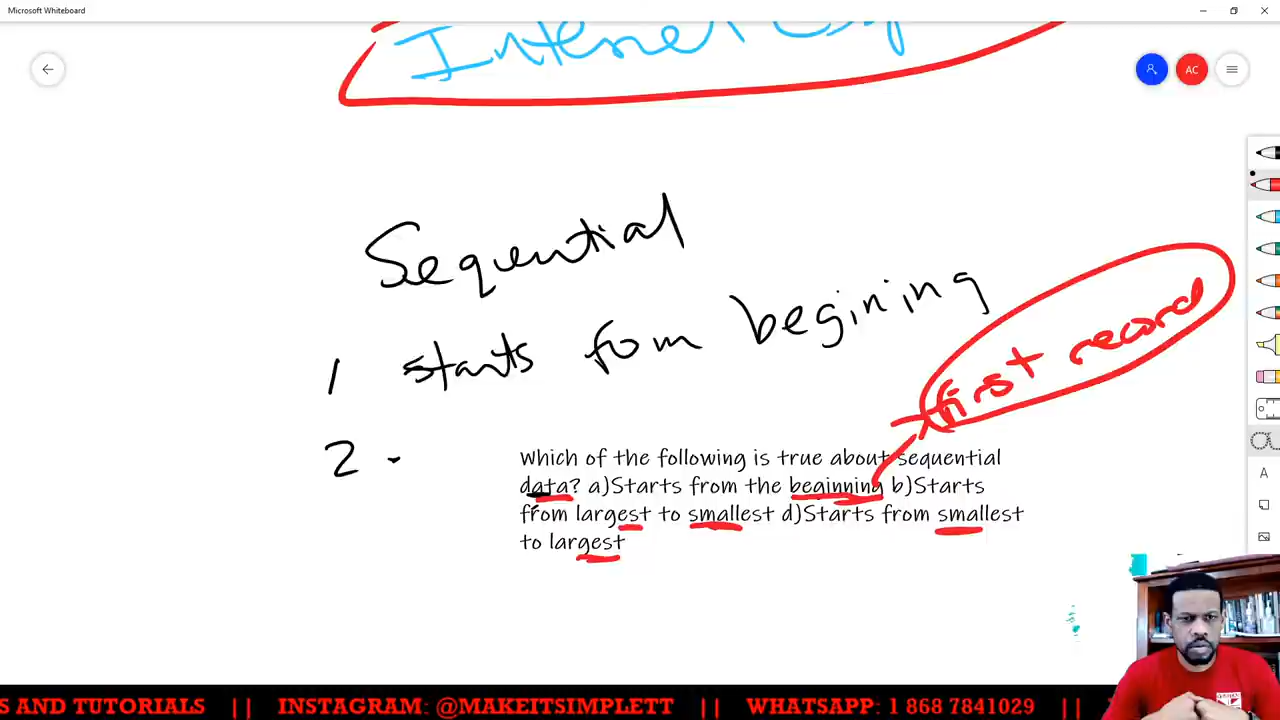 Microsoft Whiteboard
AC
Sequential
1 starts fom begining
first record
2 -
Which of the following is true about sequential
data? a)Starts from the beginning b)Starts
from largest to smallest d)Starts from smallest
to largest
S AND TUTORIALS || INSTAGRAM: @MAKEITSIMPLETT || WHATSAPP: 1 868 7841029 ||